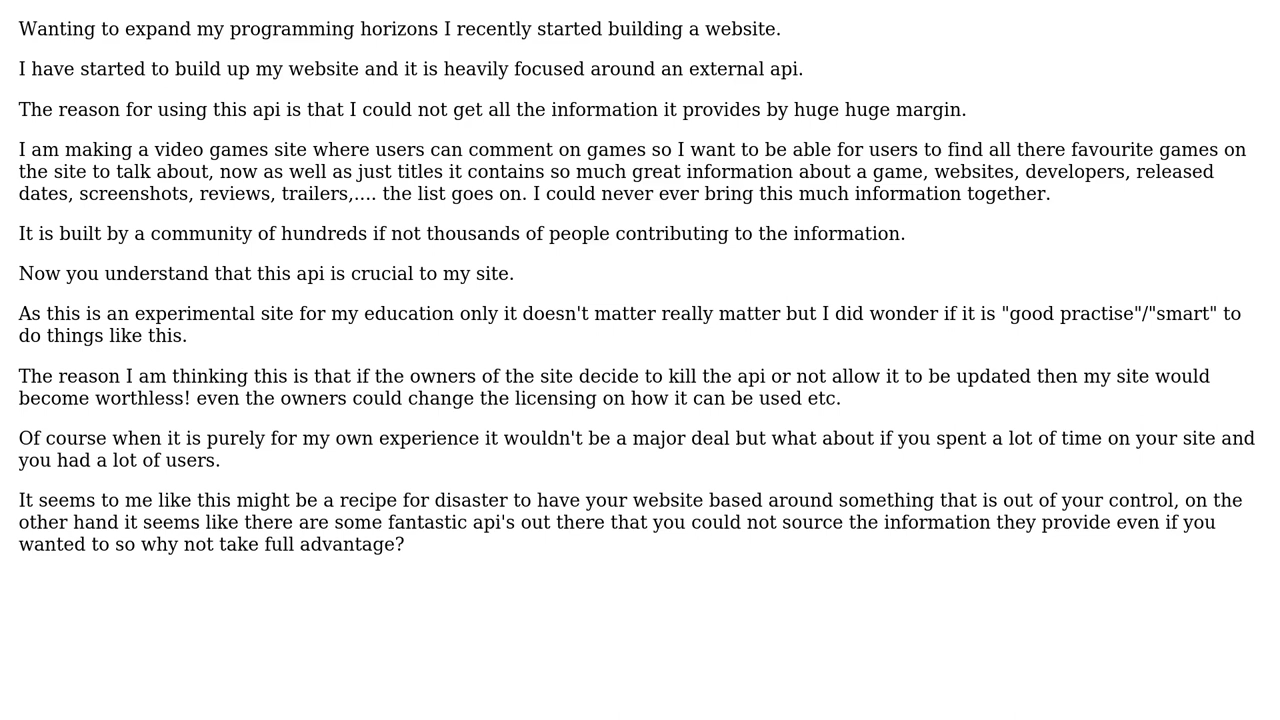 Wanting to expand my programming horizons I recently started building a website.
I have started to build up my website and it is heavily focused around an external api.
The reason for using this api is that I could not get all the information it provides by huge huge margin.
I am making a video games site where users can comment on games so I want to be able for users to find all there favourite games on
the site to talk about, now as well as just titles it contains so much great information about a game, websites, developers, released
dates, screenshots, reviews, trailers,.... the list goes on. I could never ever bring this much information together.
It is built by a community of hundreds if not thousands of people contributing to the information.
Now you understand that this api is crucial to my site.
As this is an experimental site for my education only it doesn't matter really matter but I did wonder if it is "good practise"/"smart" to
do things like this.
The reason I am thinking this is that if the owners of the site decide to kill the api or not allow it to be updated then my site would
become worthless! even the owners could change the licensing on how it can be used etc.
Of course when it is purely for my own experience it wouldn't be a major deal but what about if you spent a lot of time on your site and
you had a lot of users.
It seems to me like this might be a recipe for disaster to have your website based around something that is out of your control, on the
other hand it seems like there are some fantastic api's out there that you could not source the information they provide even if you
wanted to so why not take full advantage?